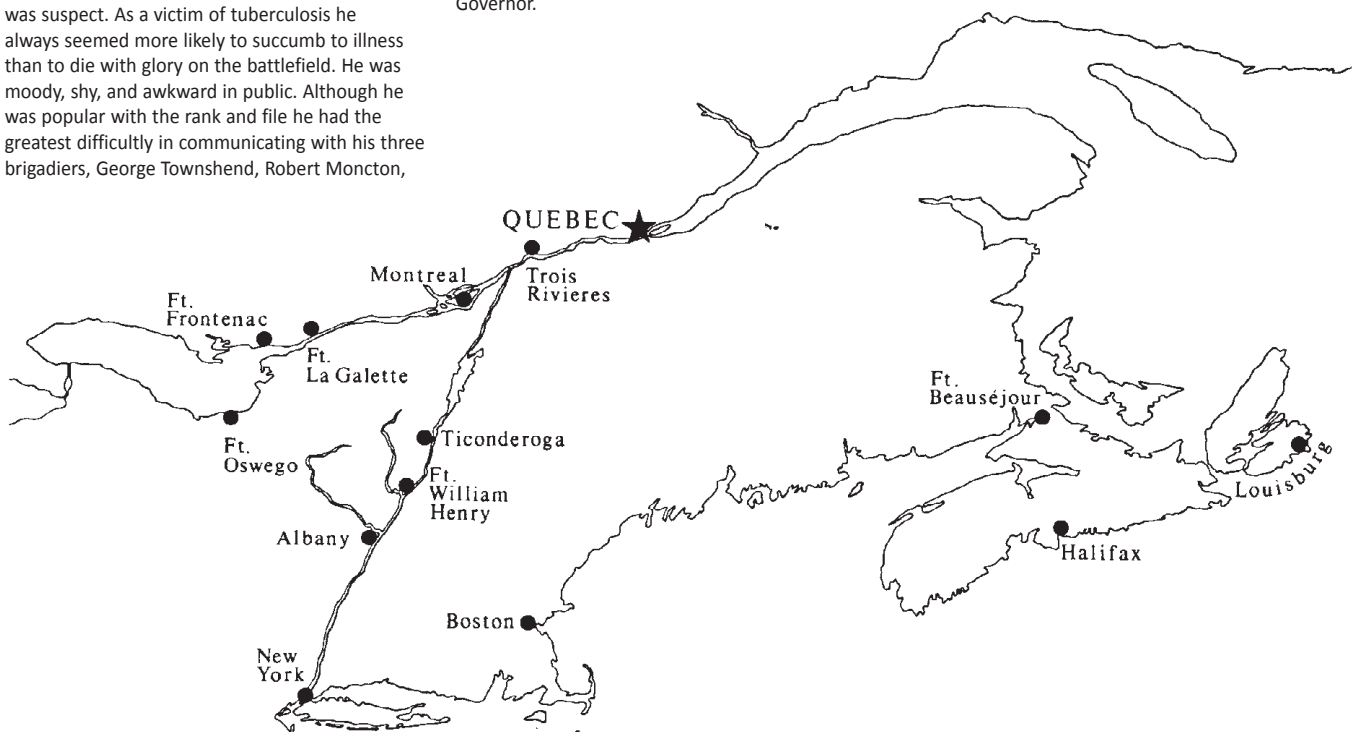 was suspect. As a victim of tuberculosis he
always seemed more likely to succumb to illness
than to die with glory on the battlefield. He was
moody, shy, and awkward in public. Although he
was popular with the rank and file he had the
greatest difficultly in communicating with his three
brigadiers, George Townshend, Robert Moncton,
Governor.
QUEBEC
Montreal
Trois
Rivieres
Ft.
Frontenac
Ft.
La Galette
Ft.
Oswego
Ticonderoga
Ft.
William
Henry
Albany
Boston
New
York
Ft.
Beauséjour
Louisburg
Halifax